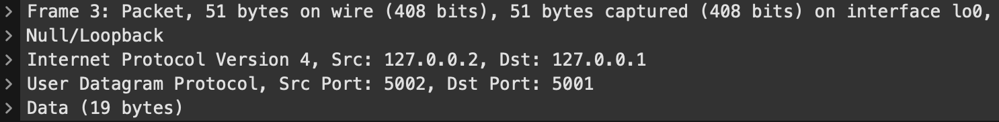 Frame 3: Packet, 51 bytes on wire (408 bits), 51 bytes captured (408 bits) on interface lo0,
Null/Loopback
Internet Protocol Version 4, Src: 127.0.0.2, Dst: 127.0.0.1
User Datagram Protocol, Src Port: 5002, Dst Port: 5001
Data (19 bytes)